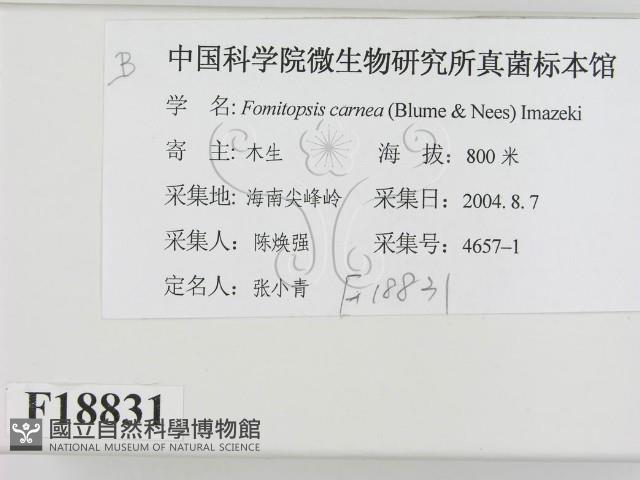 B
中国科学院微生物研究所真菌标本馆
学 名: Fomitopsis carnea (Blume & Nees) Imazeki
寄 主: 木生 海 拔: 800 米
采集地: 海南尖峰岭 采集日: 2004. 8. 7
采集人: 陈焕强 采集号: 4657–1
定名人: 张小青 F18831
F18831
國立自然科學博物館
NATIONAL MUSEUM OF NATURAL SCIENCE